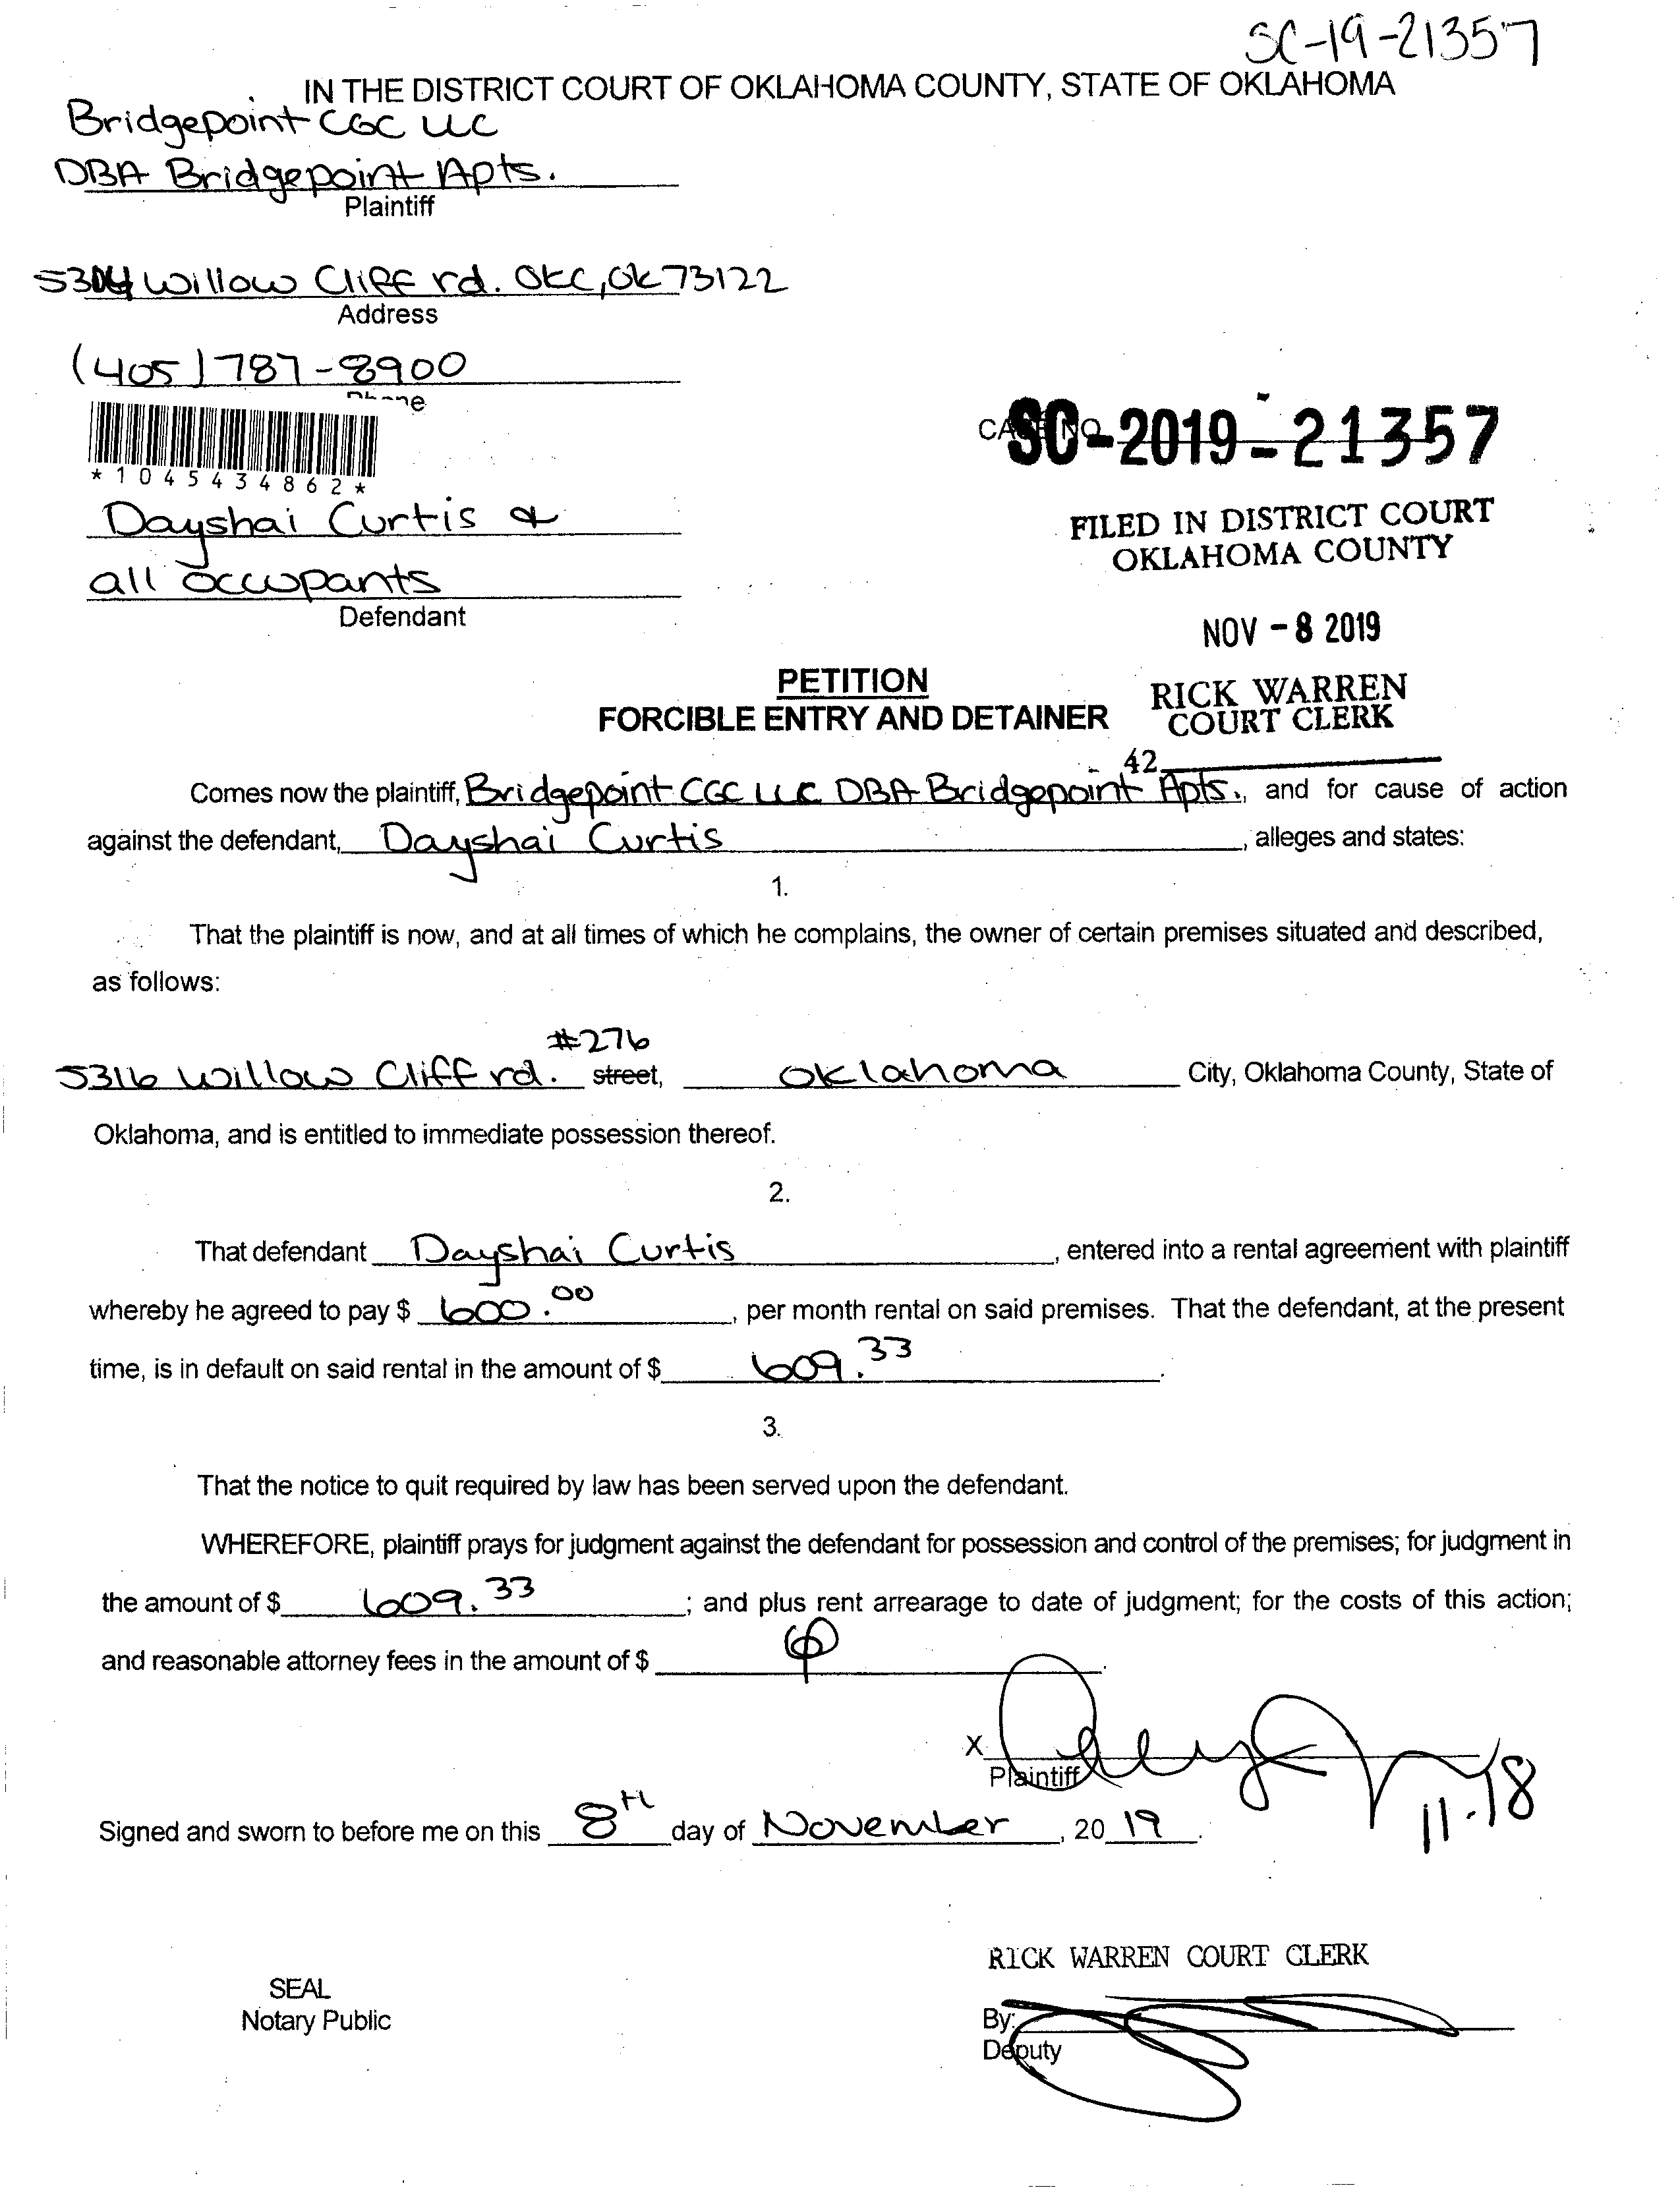 SC-19-21357
IN THE DISTRICT COURT OF OKLAHOMA COUNTY, STATE OF OKLAHOMA
Bridgepoint CGC LLC
DBA Bridgepoint Apts.
Plaintiff
5304 Willow Cliff rd. OKC, OK 73122
Address
(405) 787-8900
Phone
CASE NO. SC-2019-21357
*1045434862*
FILED IN DISTRICT COURT
OKLAHOMA COUNTY
Dayshai Curtis &
all occupants
Defendant
NOV - 8 2019
PETITION
FORCIBLE ENTRY AND DETAINER
RICK WARREN
COURT CLERK
42
Comes now the plaintiff, Bridgepoint CGC LLC DBA Bridgepoint Apts., and for cause of action
against the defendant, Dayshai Curtis, alleges and states:
1.
That the plaintiff is now, and at all times of which he complains, the owner of certain premises situated and described,
as follows:
#276
5316 Willow Cliff rd. street, Oklahoma City, Oklahoma County, State of
Oklahoma, and is entitled to immediate possession thereof.
2.
That defendant Dayshai Curtis, entered into a rental agreement with plaintiff
whereby he agreed to pay $ 600.00, per month rental on said premises. That the defendant, at the present
time, is in default on said rental in the amount of $ 609.33.
3.
That the notice to quit required by law has been served upon the defendant.
WHEREFORE, plaintiff prays for judgment against the defendant for possession and control of the premises; for judgment in
the amount of $ 609.33; and plus rent arrearage to date of judgment; for the costs of this action;
and reasonable attorney fees in the amount of $
X
Plaintiff
Signed and sworn to before me on this 8th day of November, 2019.
RICK WARREN COURT CLERK
SEAL
Notary Public
By:
Deputy